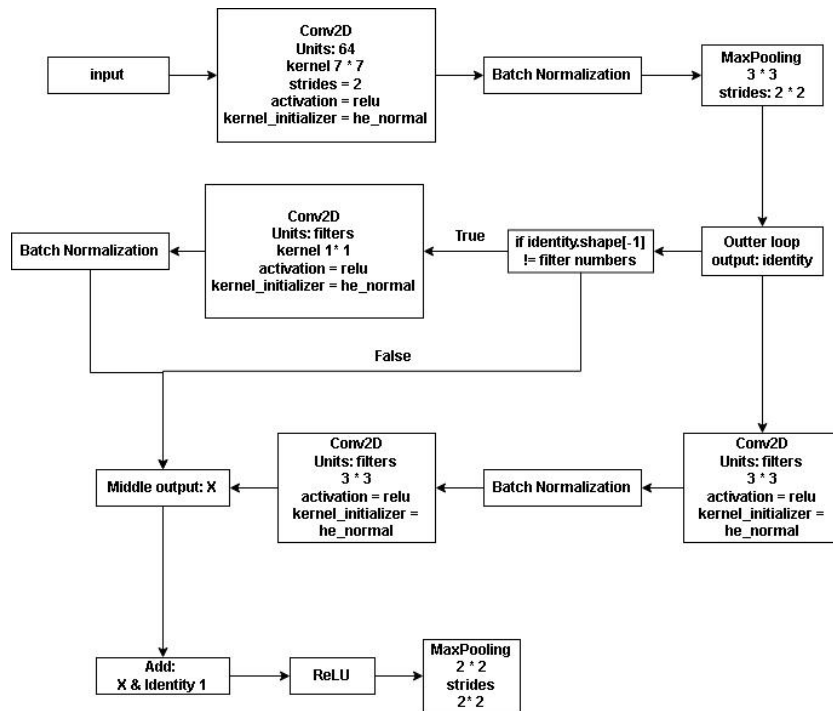 input
Conv2D
Units: 64
kernel 7 * 7
strides = 2
activation = relu
kernel_initializer = he_normal
Batch Normalization
MaxPooling
3 * 3
strides: 2 * 2
Batch Normalization
Conv2D
Units: filters
kernel 1* 1
activation = relu
kernel_initializer = he_normal
True
if identity.shape[-1]
!= filter numbers
Outter loop
output: identity
False
Middle output: X
Conv2D
Units: filters
3 * 3
activation = relu
kernel_initializer =
he_normal
Batch Normalization
Conv2D
Units: filters
3 * 3
activation = relu
kernel_initializer =
he_normal
Add:
X & Identity 1
ReLU
MaxPooling
2 * 2
strides
2* 2